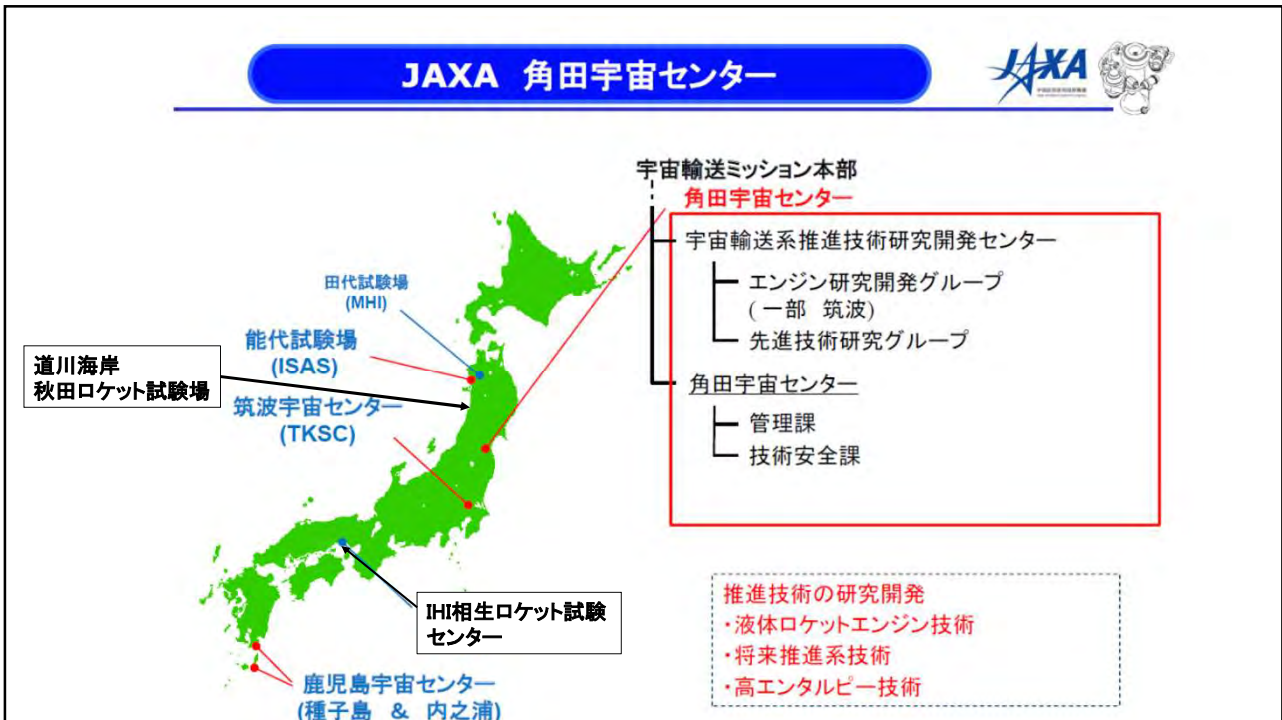 JAXA 角田宇宙センター
JAXA
宇宙輸送ミッション本部
角田宇宙センター
宇宙輸送系推進技術研究開発センター
エンジン研究開発グループ
(一部 筑波)
先進技術研究グループ
角田宇宙センター
管理課
技術安全課
田代試験場
(MHI)
能代試験場
(ISAS)
道川海岸
秋田ロケット試験場
筑波宇宙センター
(TKSC)
IHI相生ロケット試験
センター
鹿児島宇宙センター
(種子島 & 内之浦)
推進技術の研究開発
・液体ロケットエンジン技術
・将来推進系技術
・高エンタルピー技術